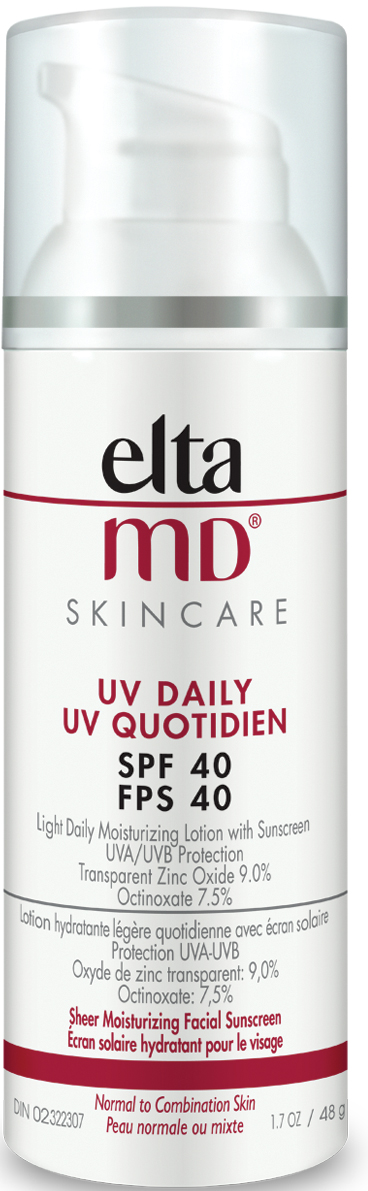 elta
MD®
SKINCARE
UV DAILY
UV QUOTIDIEN
SPF 40
FPS 40
Light Daily Moisturizing Lotion with Sunscreen
UVA/UVB Protection
Transparent Zinc Oxide 9.0%
Octinoxate 7.5%
Lotion hydratante légère quotidienne avec écran solaire
Protection UVA-UVB
Oxyde de zinc transparent: 9,0%
Octinoxate: 7,5%
Sheer Moisturizing Facial Sunscreen
Écran solaire hydratant pour le visage
DIN 02322307 Normal to Combination Skin 1.7 OZ / 48 g
Peau normale ou mixte